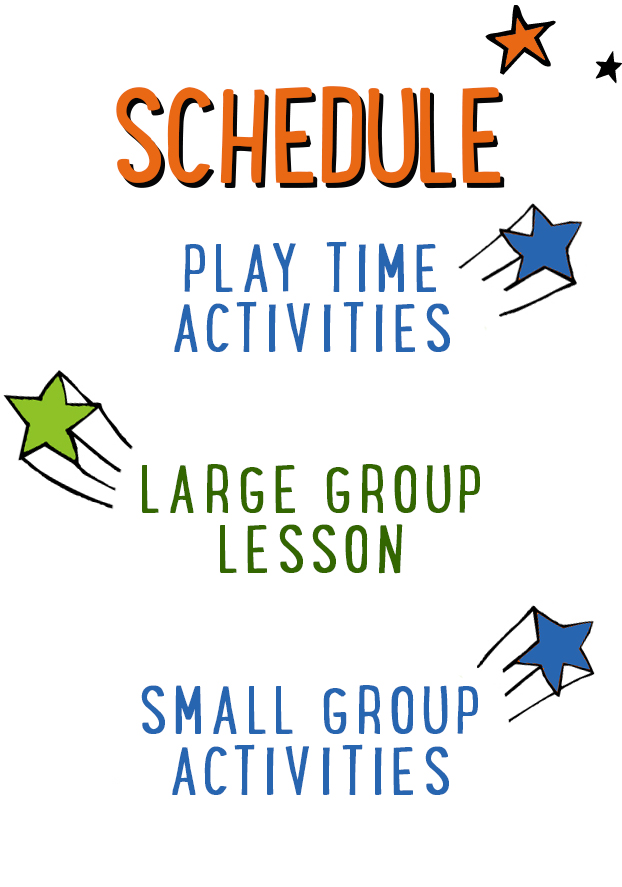 SCHEDULE
PLAY TIME
ACTIVITIES
LARGE GROUP
LESSON
SMALL GROUP
ACTIVITIES